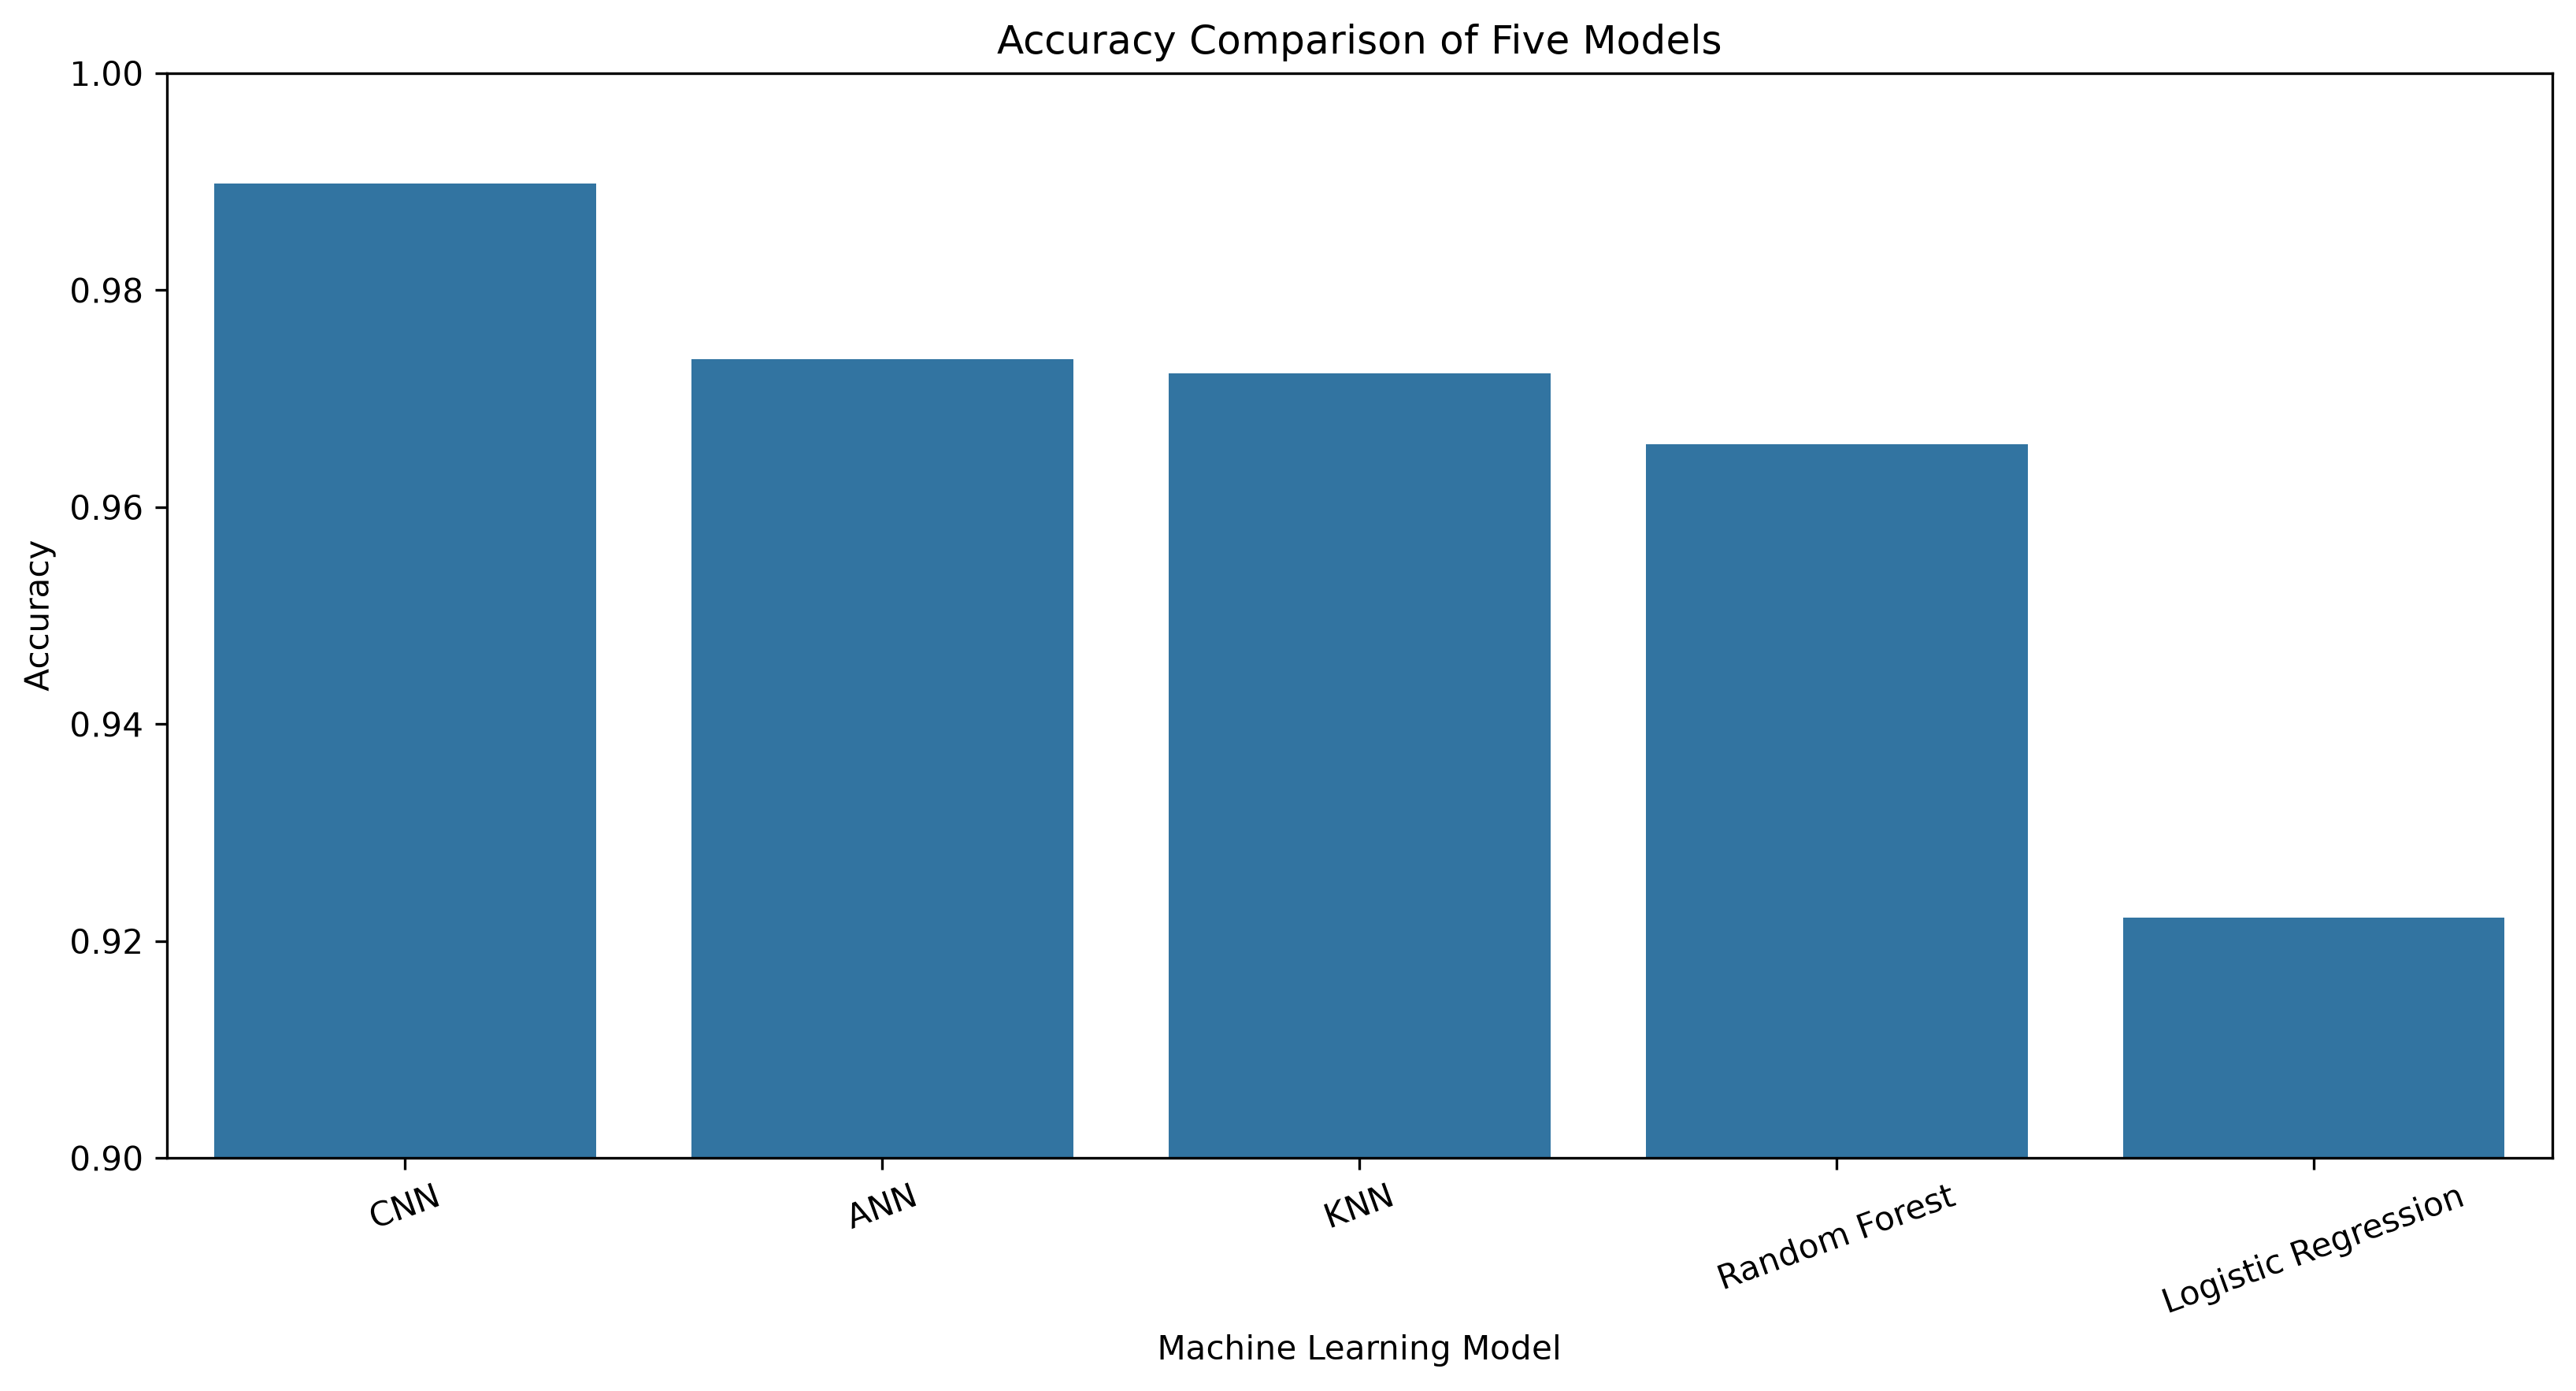 Accuracy Comparison of Five Models
1.00
0.98
0.96
0.94
0.92
0.90
Accuracy
CNN
ANN
KNN
Random Forest
Logistic Regression
Machine Learning Model